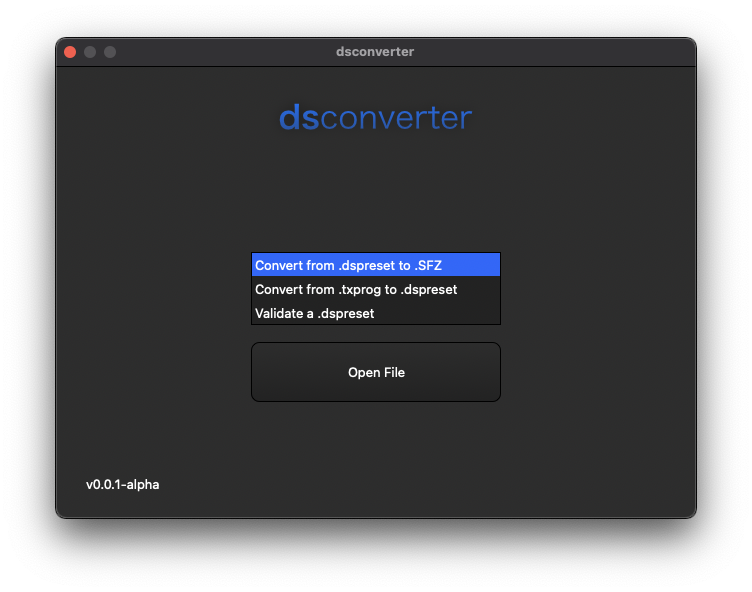 dsconverter
dsconverter
Convert from .dspreset to .SFZ
Convert from .txprog to .dspreset
Validate a .dspreset
Open File
v0.0.1-alpha